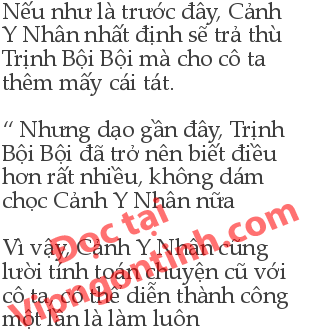 Nếu như là trước đây, Cảnh
Y Nhân nhất định sẽ trả thù
Trịnh Bội Bội mà cho cô ta
thêm mấy cái tát.
“ Nhưng dạo gần đây, Trịnh
Bội Bội đã trở nên biết điều
hơn rất nhiều, không dám
chọc Cảnh Y Nhân nữa
Vì vậy, Cảnh Y Nhân cũng
lười tính toán chuyện cũ với
cô ta, có thể diễn thành công
một lần là làm luôn
Đọc tại
Vipngontinh.com